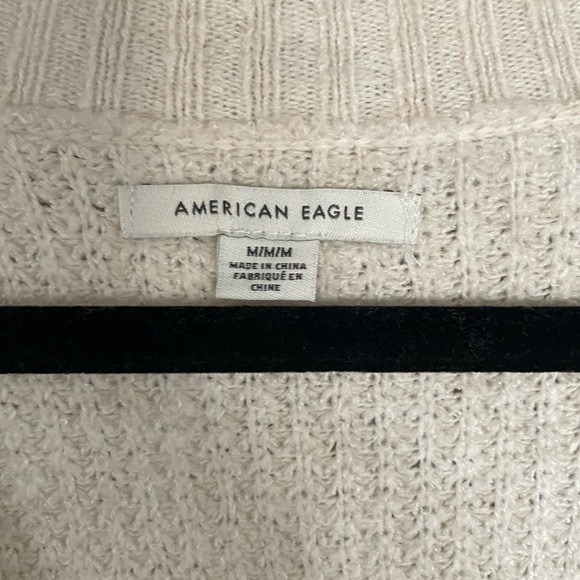 AMERICAN EAGLE
M/M/M
MADE IN CHINA
FABRIQUÉ EN
CHINE